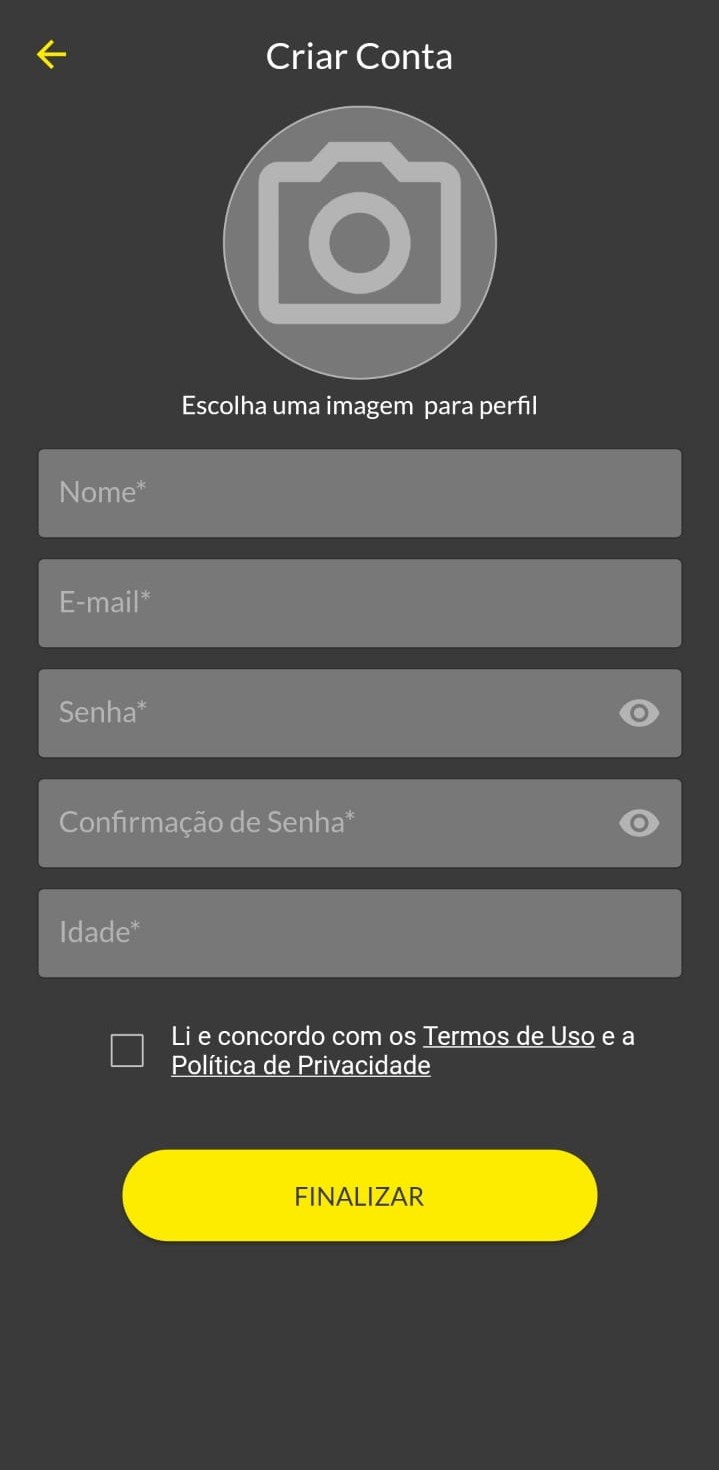 Criar Conta
Escolha uma imagem  para perfil
Nome*
E-mail*
Senha*
Confirmação de Senha*
Idade*
Li e concordo com os Termos de Uso e a
Política de Privacidade
FINALIZAR